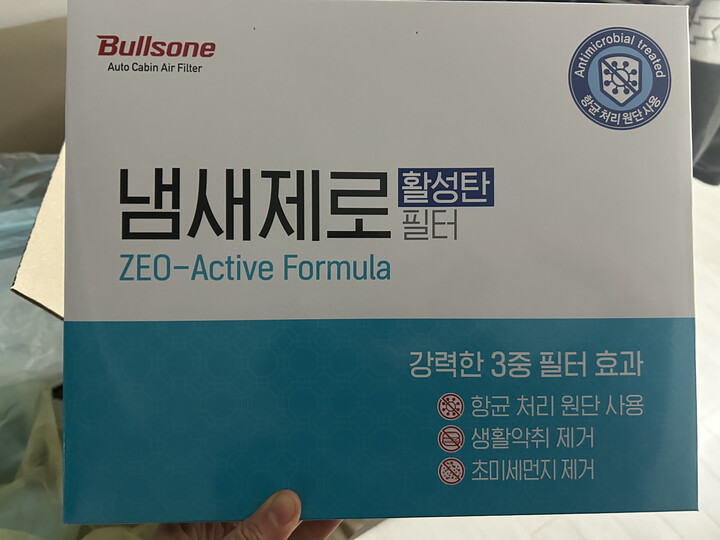 Bullsone
Auto Cabin Air Filter
Antimicrobial treated
항균 처리 원단 사용
냄새제로 활성탄 필터
ZEO-Active Formula
강력한 3중 필터 효과
항균 처리 원단 사용
생활악취 제거
초미세먼지 제거